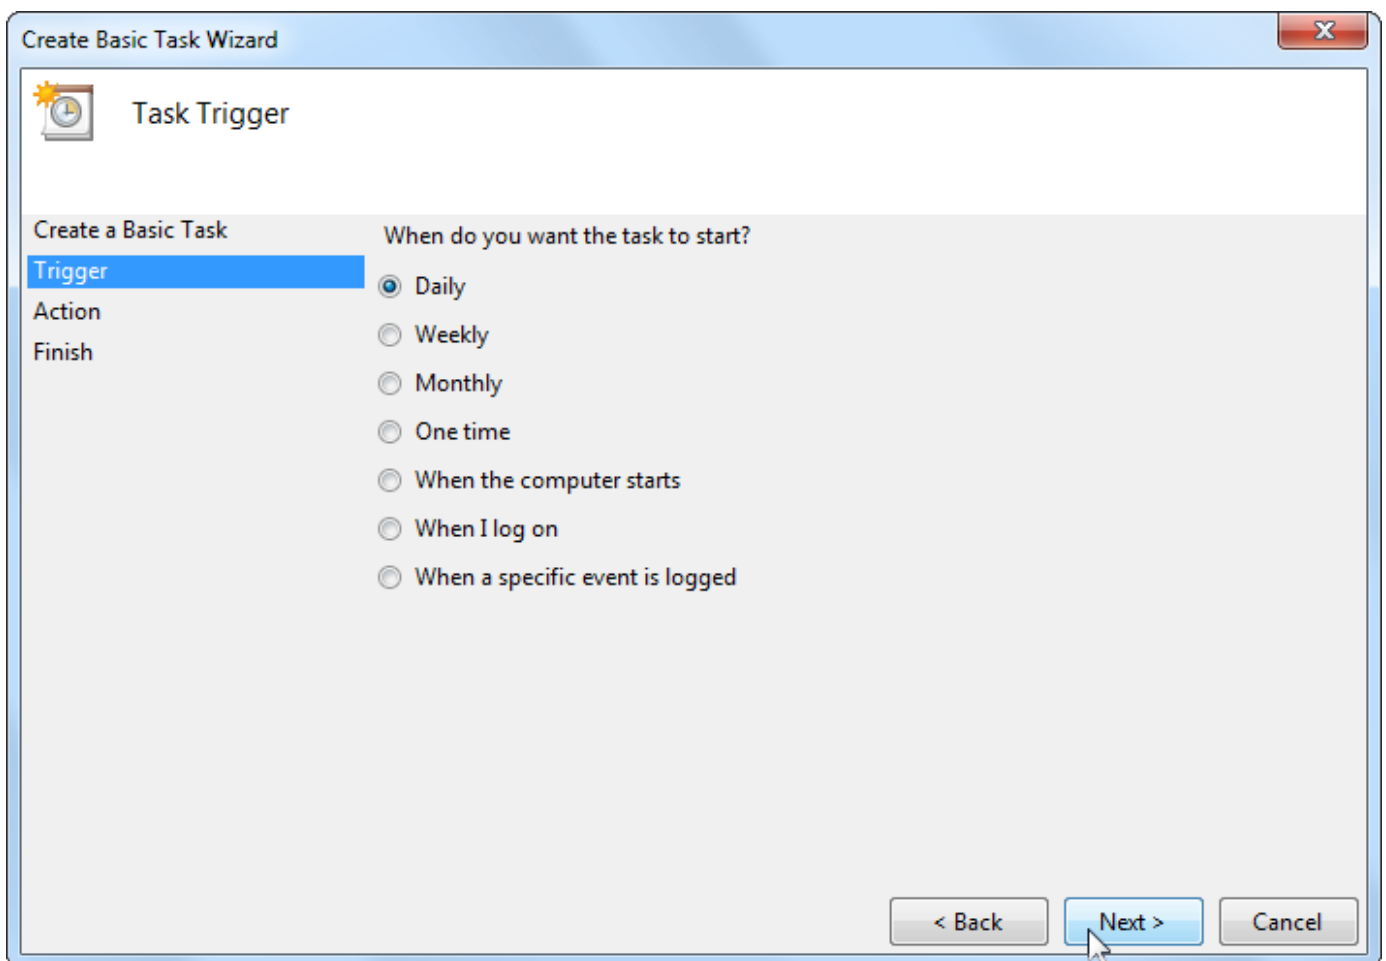 Create Basic Task Wizard
Task Trigger
Create a Basic Task
Trigger
Action
Finish
When do you want the task to start?
Daily
Weekly
Monthly
One time
When the computer starts
When I log on
When a specific event is logged
< Back
Next >
Cancel